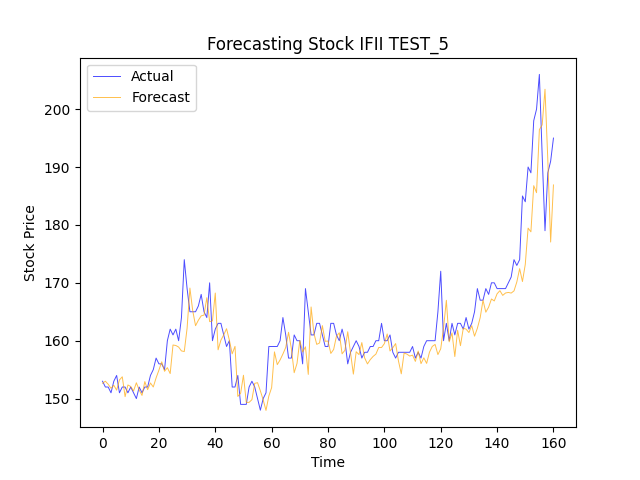 Forecasting Stock IFII TEST_5
Actual
Forecast
200
190
180
170
160
150
Stock Price
0 20 40 60 80 100 120 140 160
Time